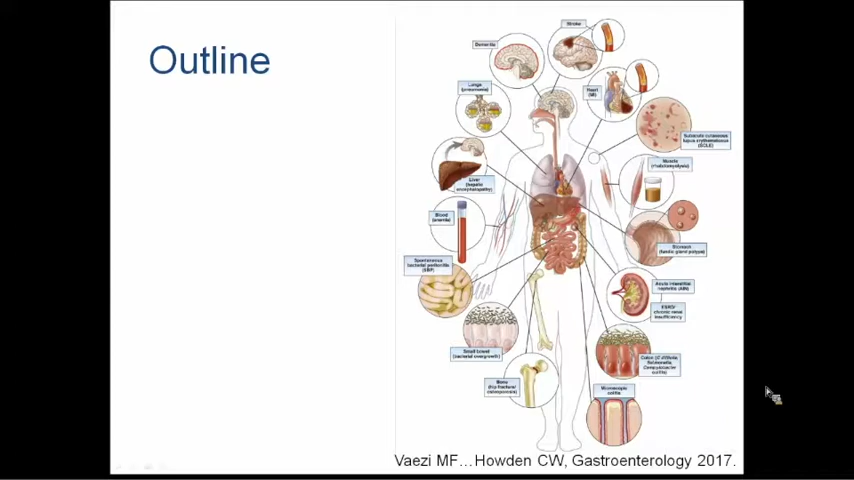 Outline
Stroke
Dementia
Lungs
(pneumonia)
Heart
(MI)
Subacute cutaneous
lupus erythematosus
(SCLE)
Muscle
(rhabdomyolysis)
Liver
(hepatic
encephalopathy)
Blood
(anemia)
Stomach
(fundic gland polyps)
Spontaneous
bacterial peritonitis
(SBP)
Acute interstitial
nephritis (AIN)
ESRD/
chronic renal
insufficiency
Small bowel
(bacterial overgrowth)
Colon (C difficile,
Salmonella,
Campylobacter
colitis)
Bone
(hip fracture/
osteoporosis)
Microscopic
colitis
Vaezi MF...Howden CW, Gastroenterology 2017.